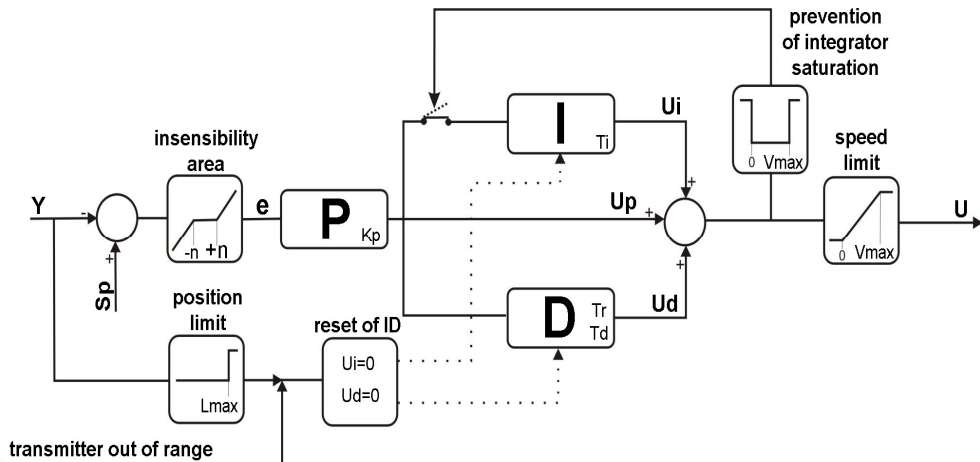 prevention
of integrator
saturation
insensibility
area
I
Ti
Ui
0 Vmax
speed
limit
Y
-
e
P
Kp
Up
+
+
+
U
-n +n
0 Vmax
+
Sp
position
limit
reset of ID
D
Tr
Td
Ud
Ui=0
Ud=0
Lmax
transmitter out of range